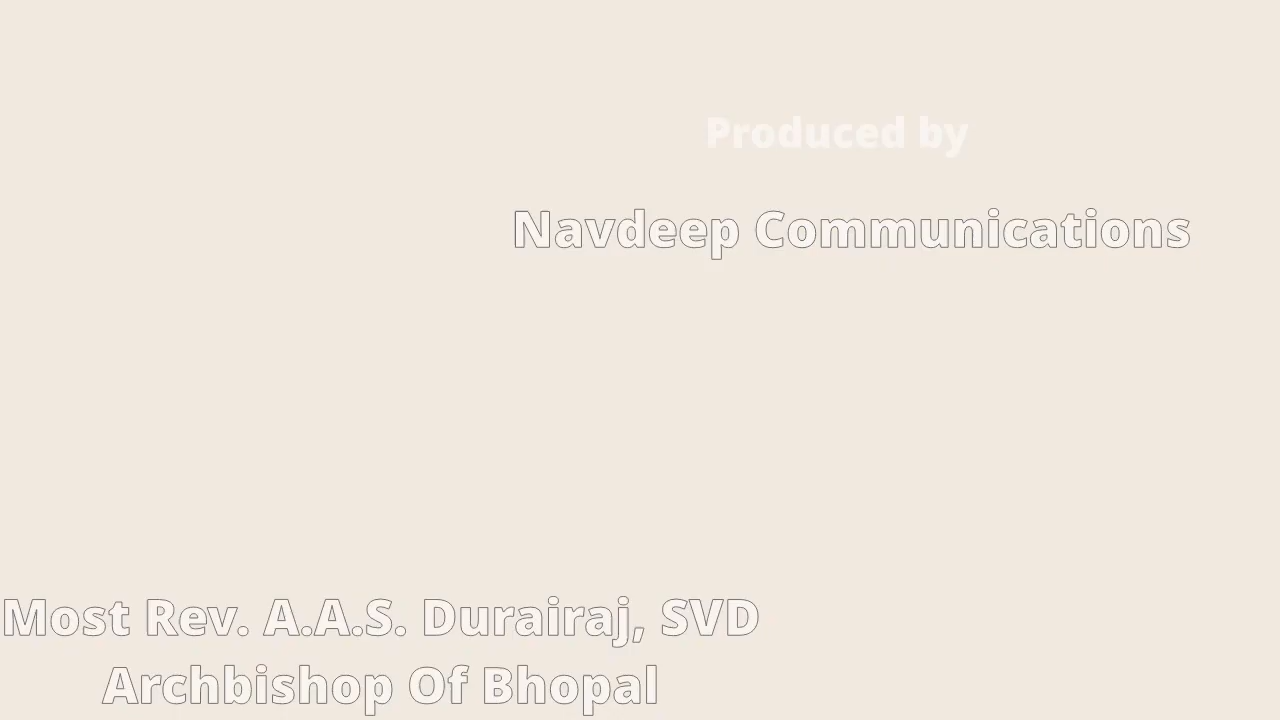 Produced by
Navdeep Communications
Most Rev. A.A.S. Durairaj, SVD
Archbishop Of Bhopal